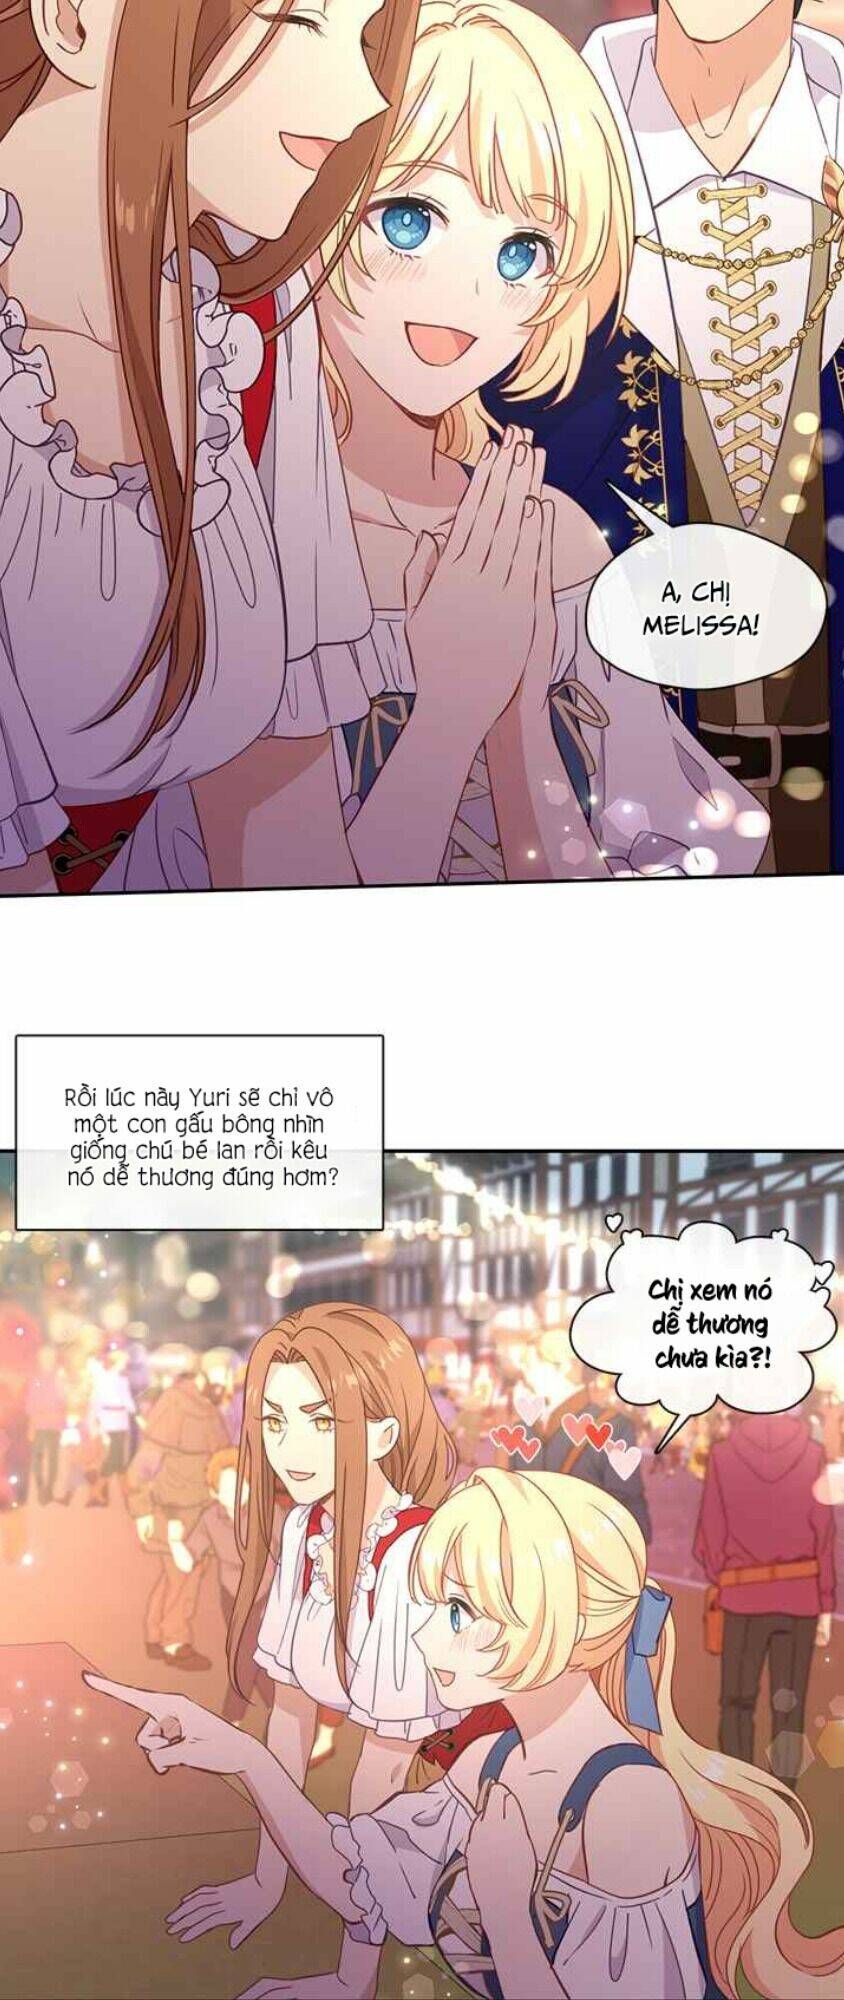 A, CHỊ
MELISSA!
Rồi lúc này Yuri sẽ chỉ vô
một con gấu bông nhìn
giống chú bé lan rồi kêu
nó dễ thương đúng hơm?
Chị xem nó
dễ thương
chưa kìa?!